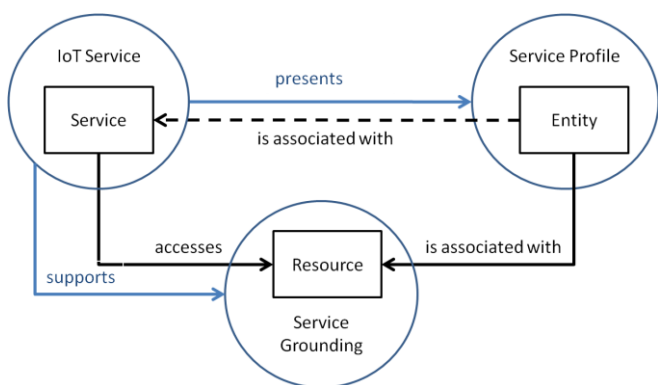 IoT Service
Service Profile
presents
Service
Entity
is associated with
accesses
is associated with
Resource
supports
Service
Grounding